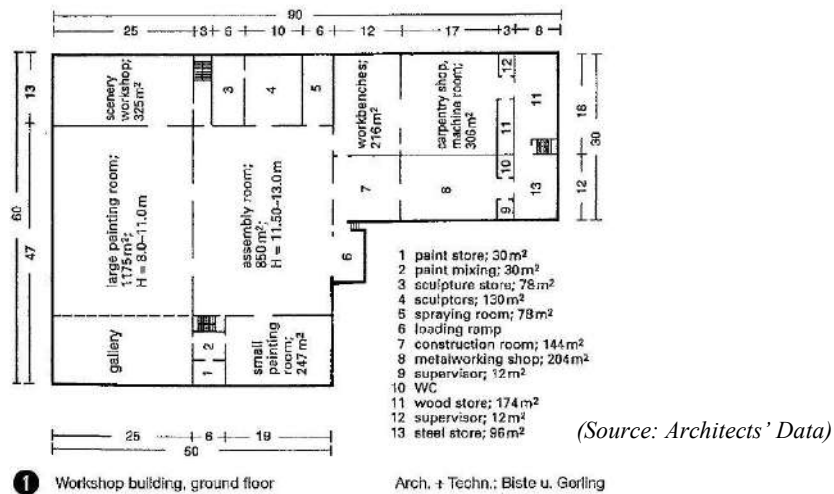 90
25 3 6 10 6 12 17 3 8
13
47
60
18
12
30
scenery
workshop;
325m²
3
4
5
workbenches;
216m²
carpentry shop,
machine room;
306m²
12
11
11
10
9
13
large painting room;
1175m²;
H = 8.0–11.0m
assembly room;
850m²;
H = 11.50–13.0m
7
8
6
gallery
2
1
small
painting
room;
247m²
1 paint store; 30m²
2 paint mixing; 30m²
3 sculpture store; 78m²
4 sculptors; 130m²
5 spraying room; 78m²
6 loading ramp
7 construction room; 144m²
8 metalworking shop; 204m²
9 supervisor; 12m²
10 WC
11 wood store; 174m²
12 supervisor; 12m²
13 steel store; 96m²
25 6 19
50
(Source: Architects’ Data)
1 Workshop building, ground floor
Arch. + Techn.: Biste u. Gerling